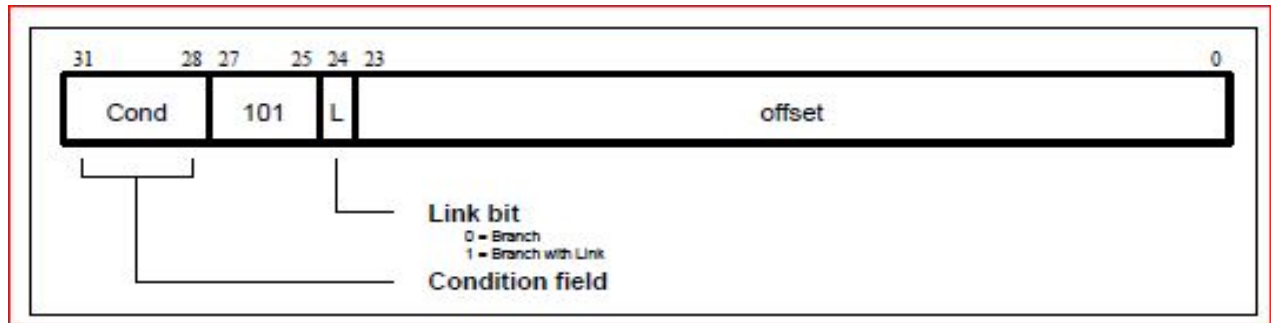 31 28 27 25 24 23 0
Cond 101 L offset
Link bit
0 = Branch
1 = Branch with Link
Condition field